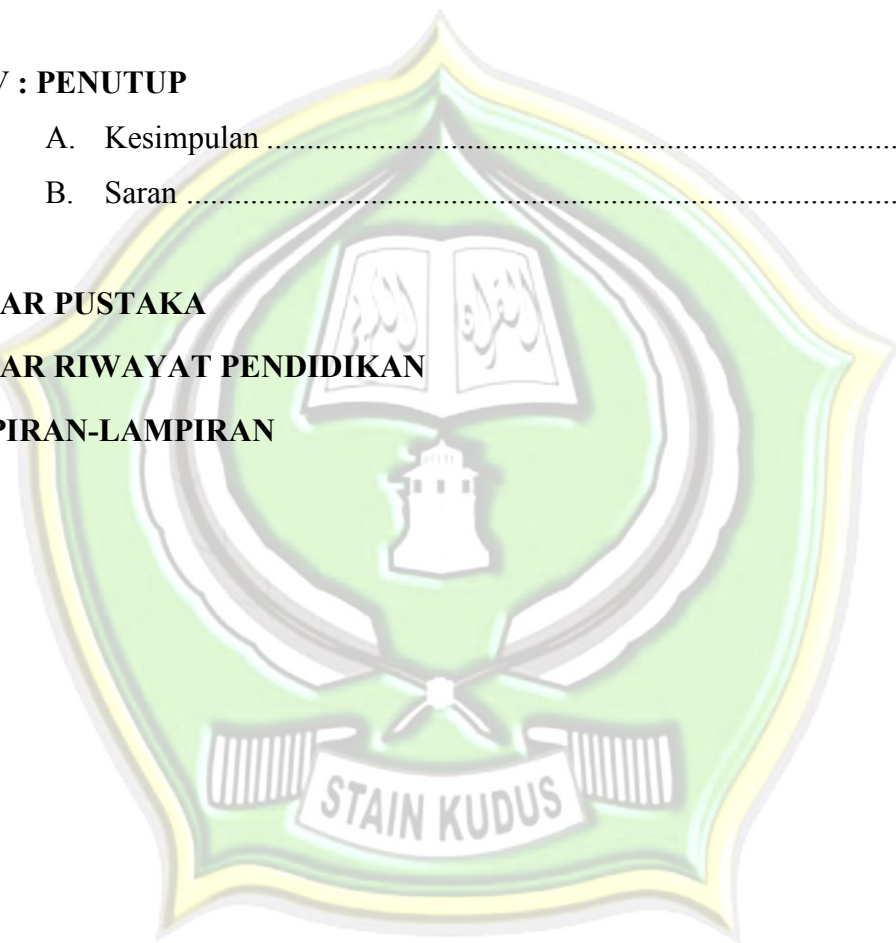 V : PENUTUP
A. Kesimpulan ................................................................................
B. Saran ..........................................................................................
AR PUSTAKA
AR RIWAYAT PENDIDIKAN
PIRAN-LAMPIRAN
STAIN KUDUS